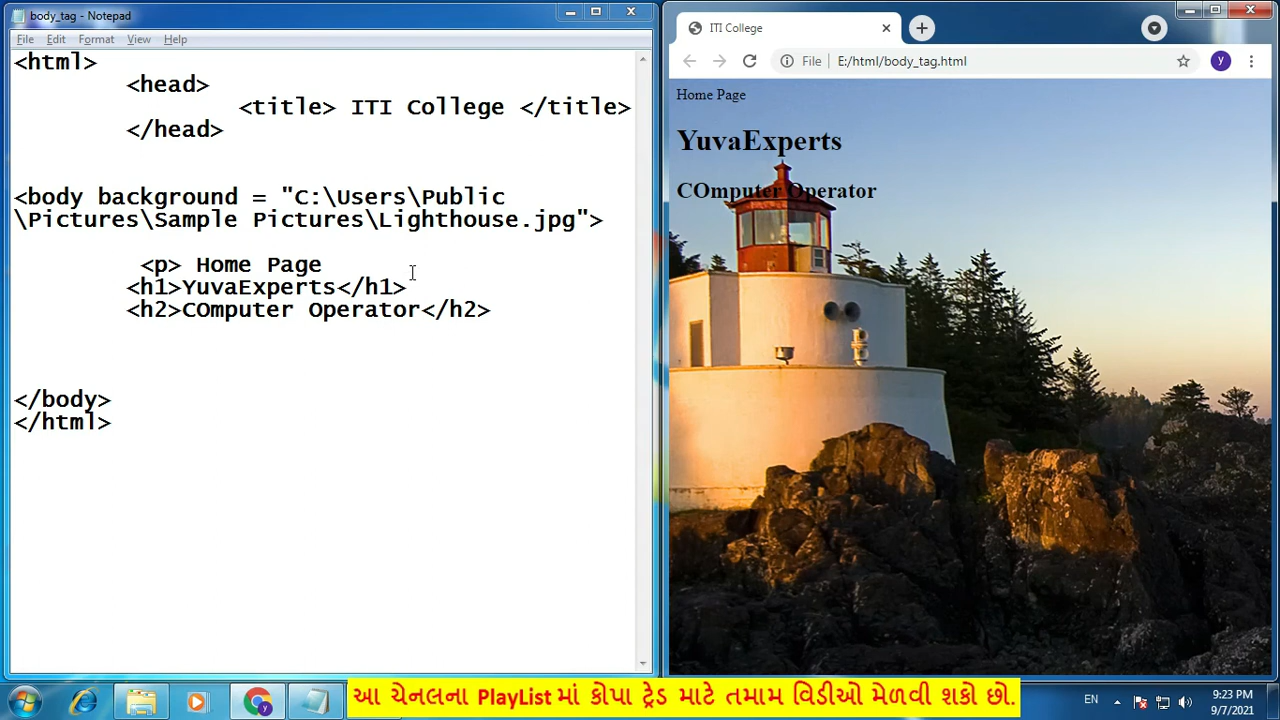 body_tag - Notepad
File Edit Format View Help
<html>
<head>
<title> ITI College </title>
</head>
<body background = "C:\Users\Public
\Pictures\Sample Pictures\Lighthouse.jpg">
<p> Home Page
<h1>YuvaExperts</h1>
<h2>COmputer Operator</h2>
</body>
</html>
ITI College
File E:/html/body_tag.html
y
Home Page
YuvaExperts
COmputer Operator
આ ચેનલના PlayList માં કોપા ટ્રેડ માટે તમામ વિડીઓ મેળવી શકો છો.
EN
9:23 PM
9/7/2021